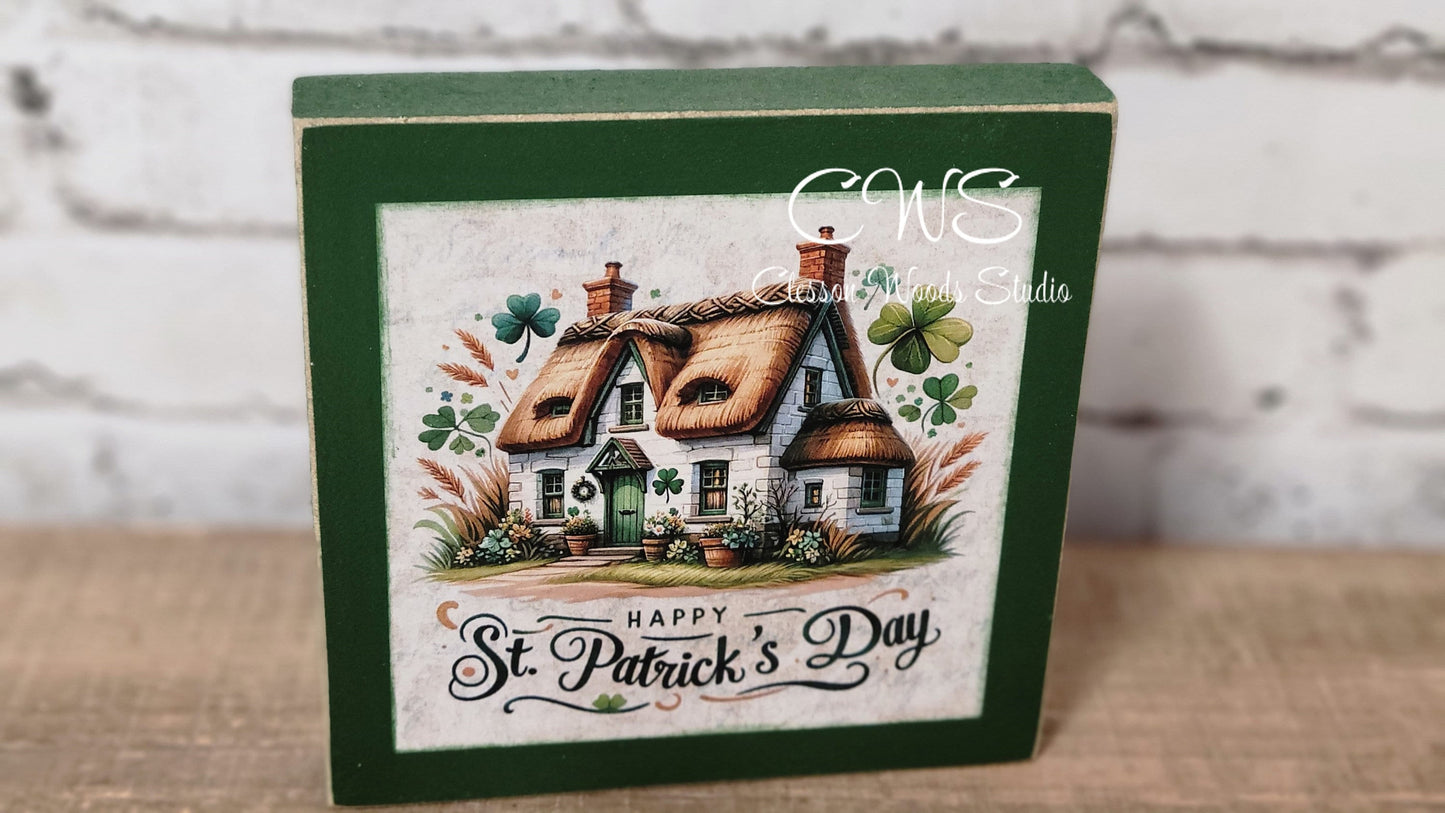 CWS
Clesson Woods Studio
HAPPY
St. Patrick's Day